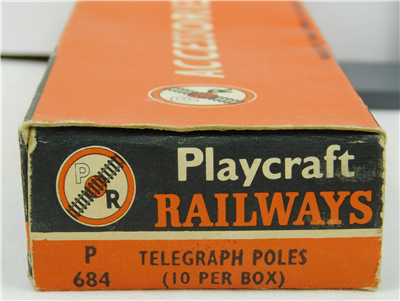 ACCESSORIES
P
R
Playcraft
RAILWAYS
P
684
TELEGRAPH POLES
(10 PER BOX)